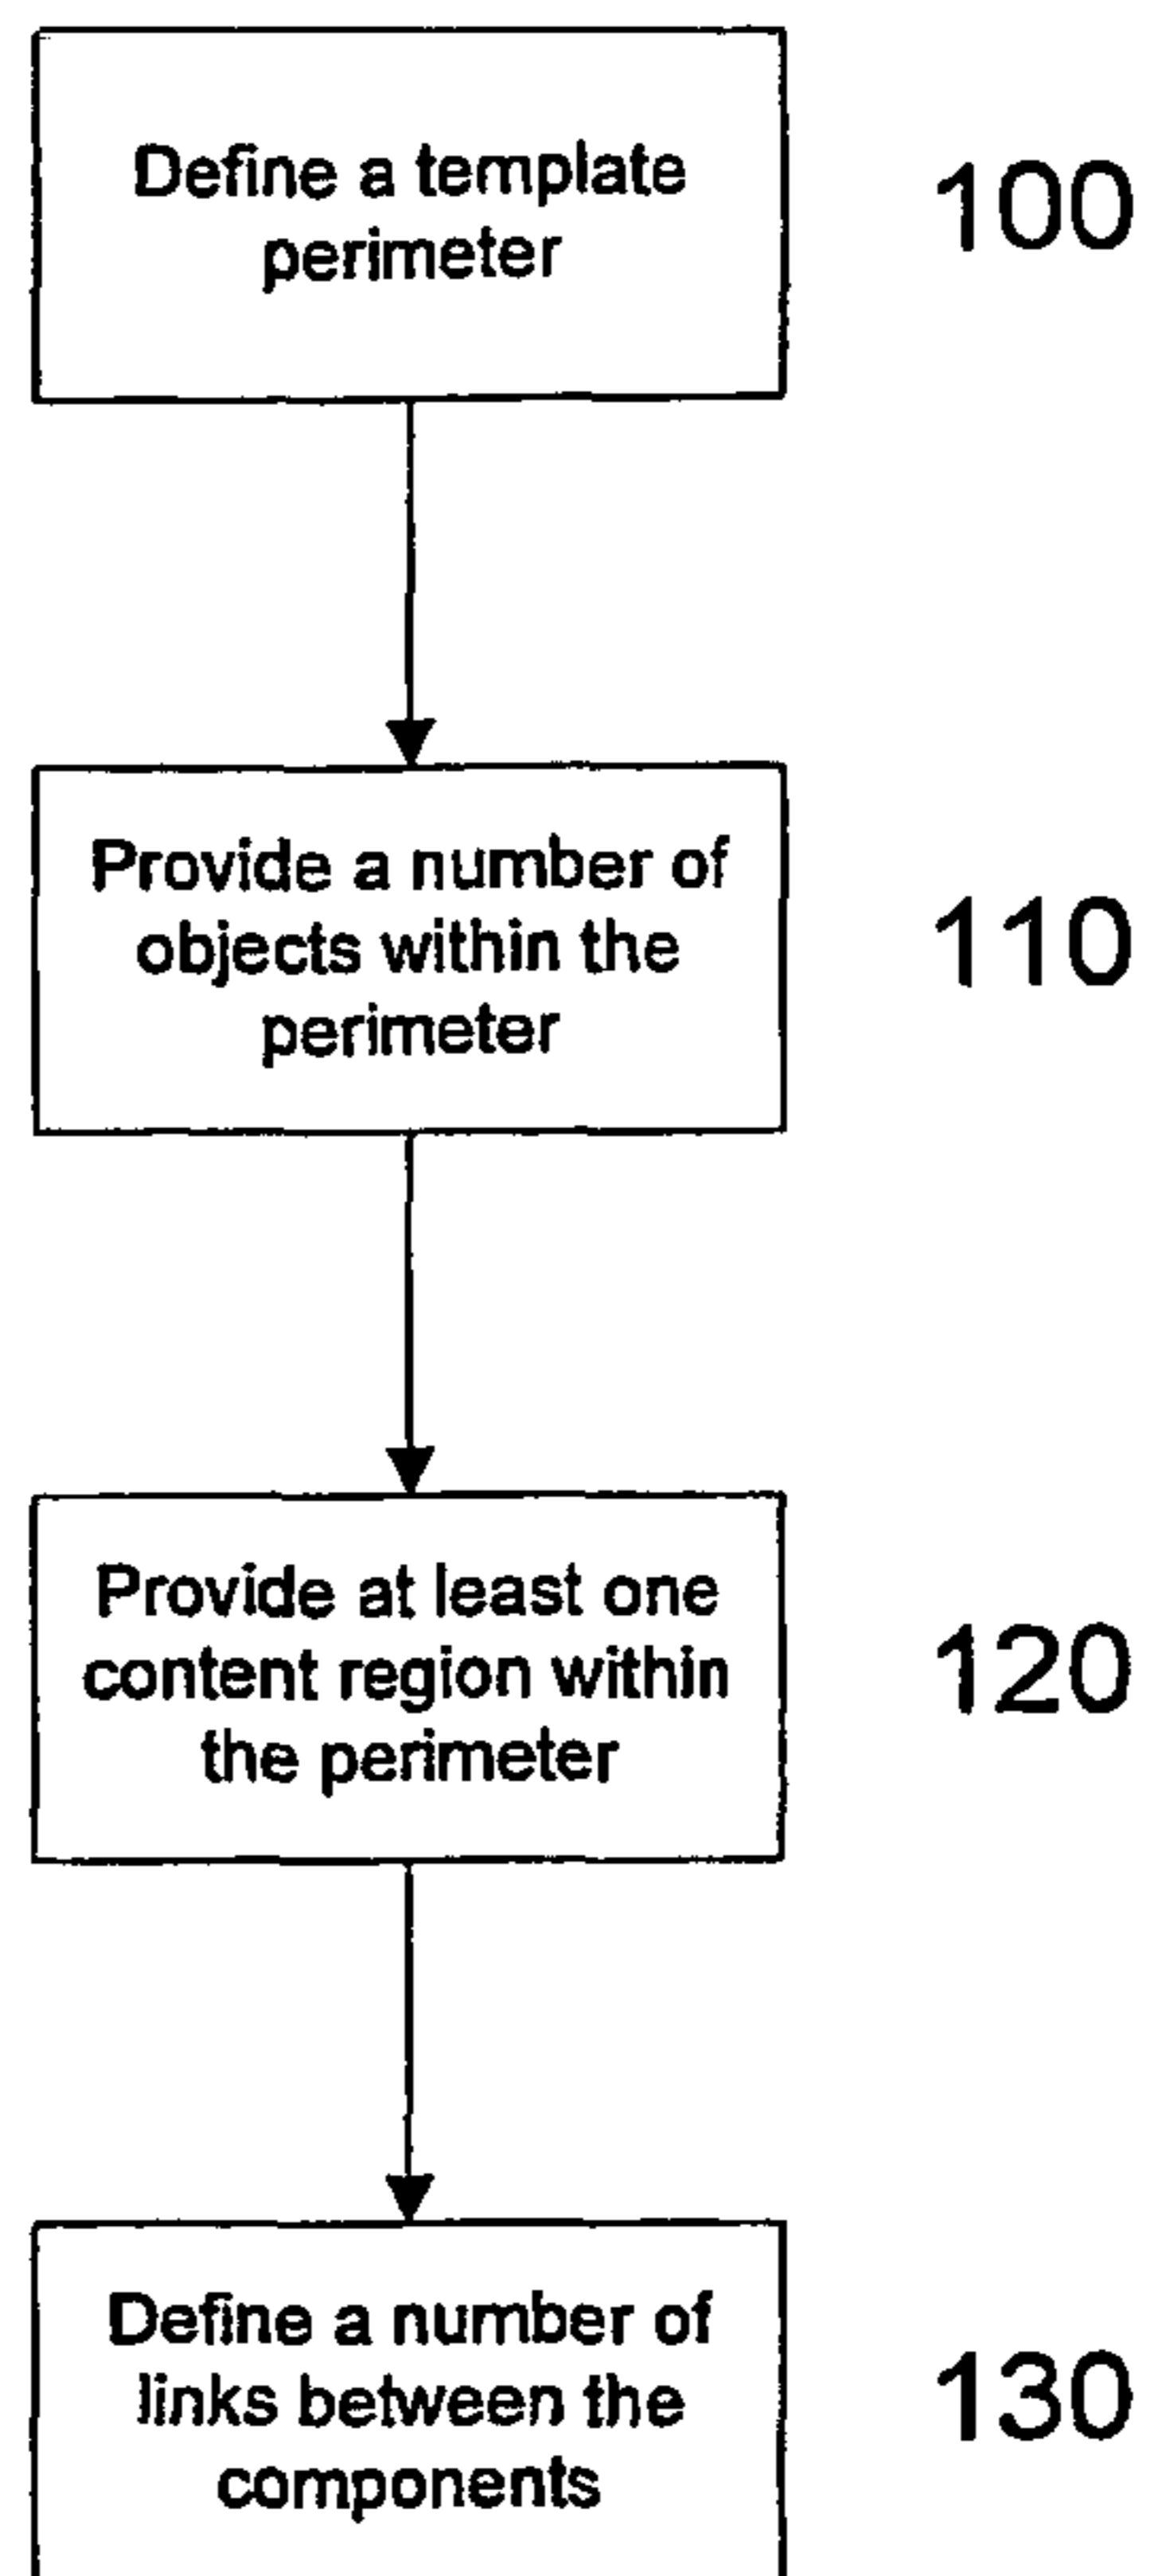 Define a template
perimeter
100
Provide a number of
objects within the
perimeter
110
Provide at least one
content region within
the perimeter
120
Define a number of
links between the
components
130